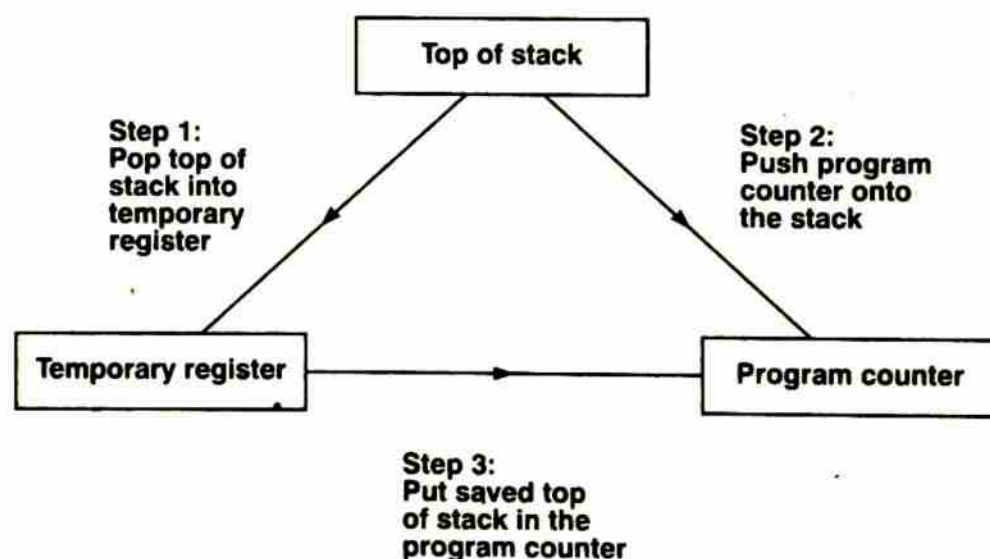 Top of stack
Step 1:
Pop top of
stack into
temporary
register
Step 2:
Push program
counter onto
the stack
Temporary register
Program counter
Step 3:
Put saved top
of stack in the
program counter